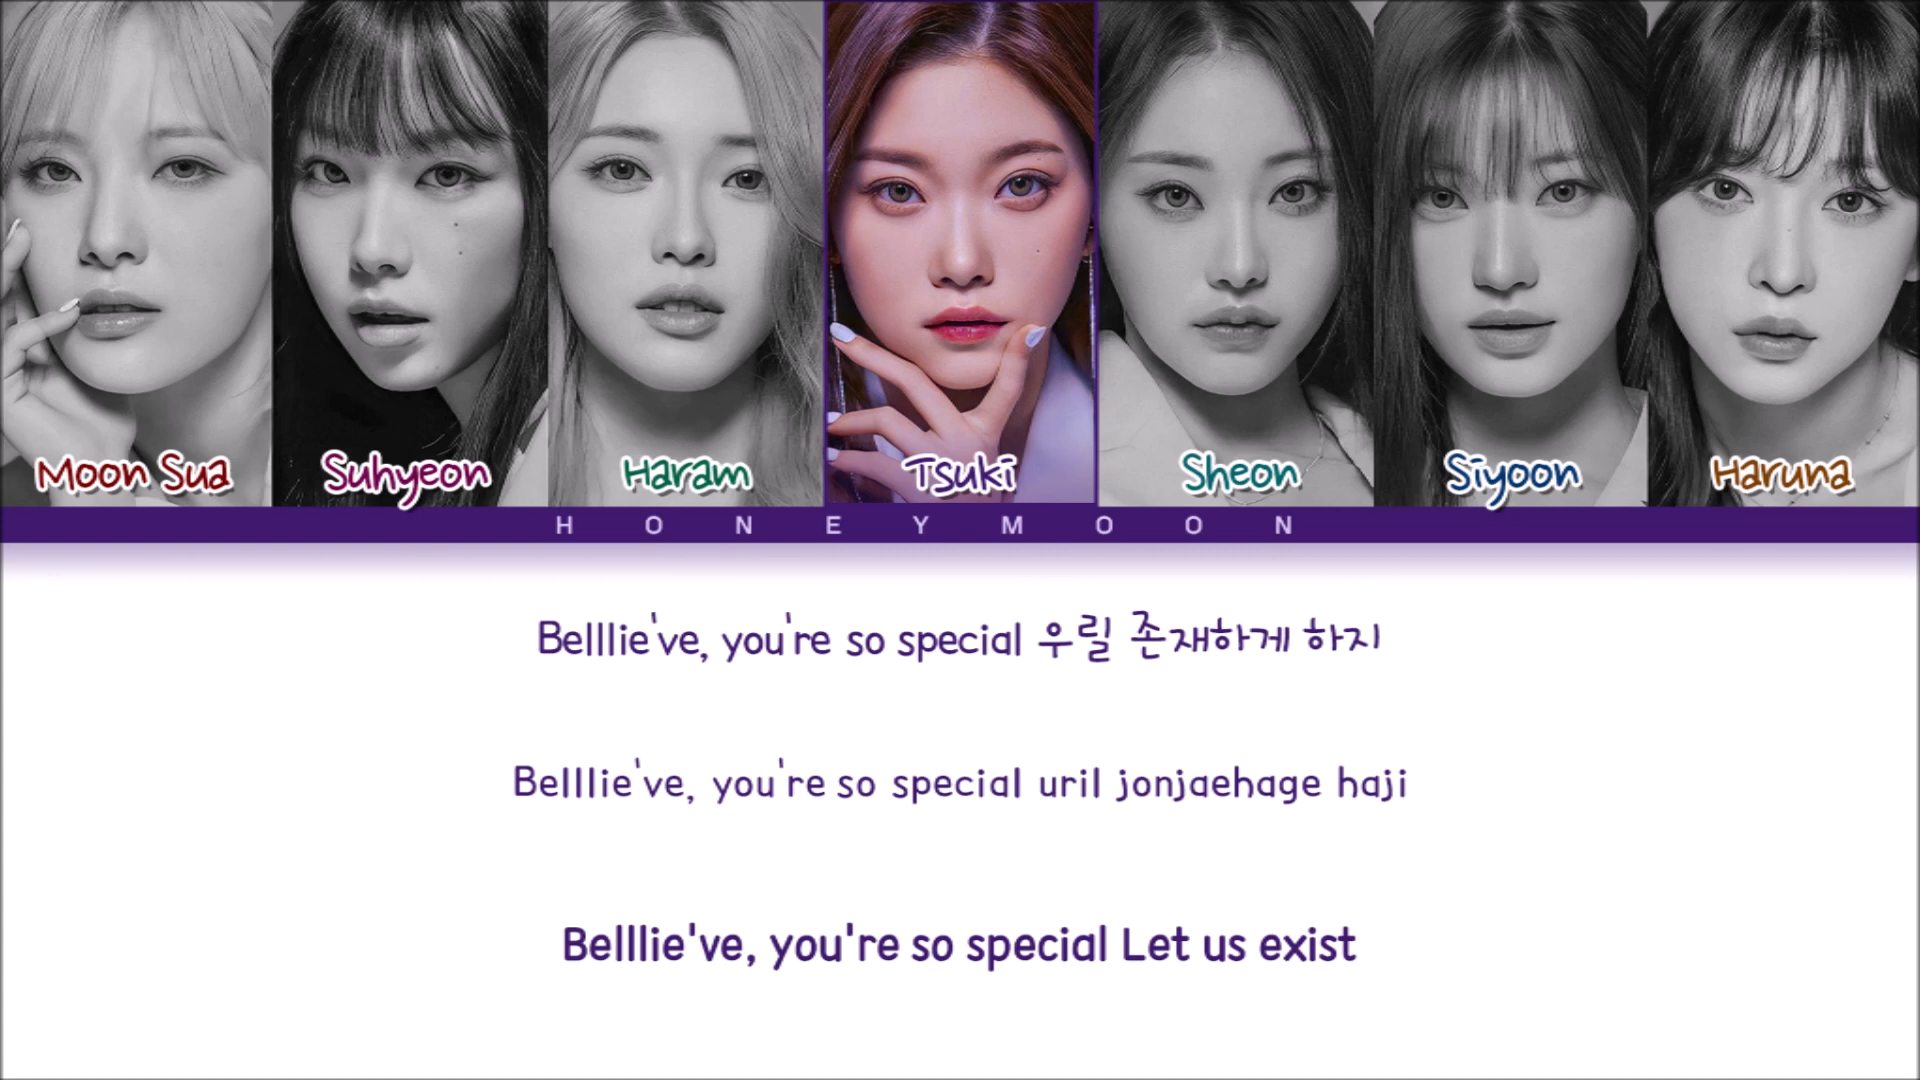 Moon Sua Suhyeon Haram Tsuki Sheon Siyoon Haruna
HONEYMOON
Belllie've, you're so special 우릴 존재하게 하지
Belllie've, you're so special uril jonjaehage haji
Belllie've, you're so special Let us exist